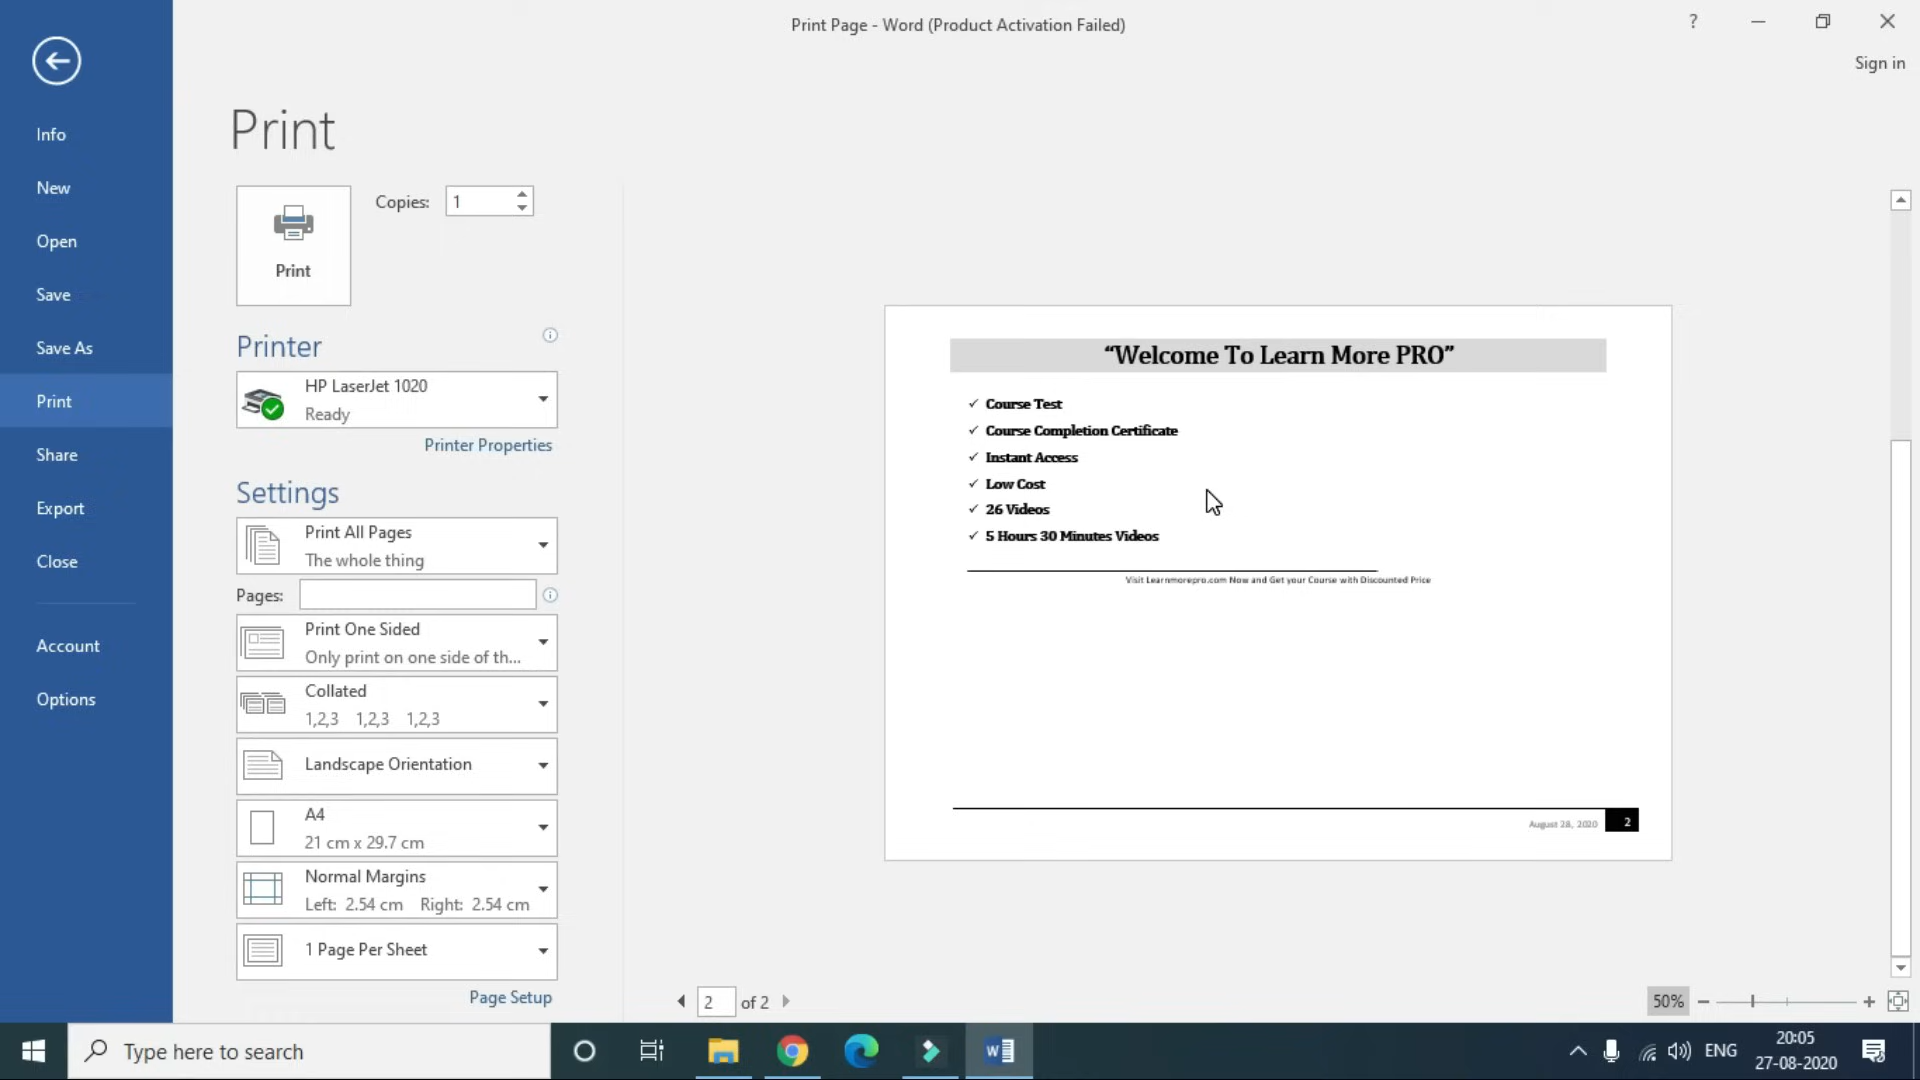 Print Page - Word (Product Activation Failed)
?
Sign in
Info
New
Open
Save
Save As
Print
Share
Export
Close
Account
Options
Print
Print
Copies: 1
Printer
HP LaserJet 1020
Ready
Printer Properties
Settings
Print All Pages
The whole thing
Pages:
Print One Sided
Only print on one side of th...
Collated
1,2,3 1,2,3 1,2,3
Landscape Orientation
A4
21 cm x 29.7 cm
Normal Margins
Left: 2.54 cm Right: 2.54 cm
1 Page Per Sheet
Page Setup
“Welcome To Learn More PRO”
✓ Course Test
✓ Course Completion Certificate
✓ Instant Access
✓ Low Cost
✓ 26 Videos
✓ 5 Hours 30 Minutes Videos
Visit Learnmorepro.com Now and Get your Course with Discounted Price
August 28, 2020 2
2 of 2
50%
Type here to search
ENG
20:05
27-08-2020